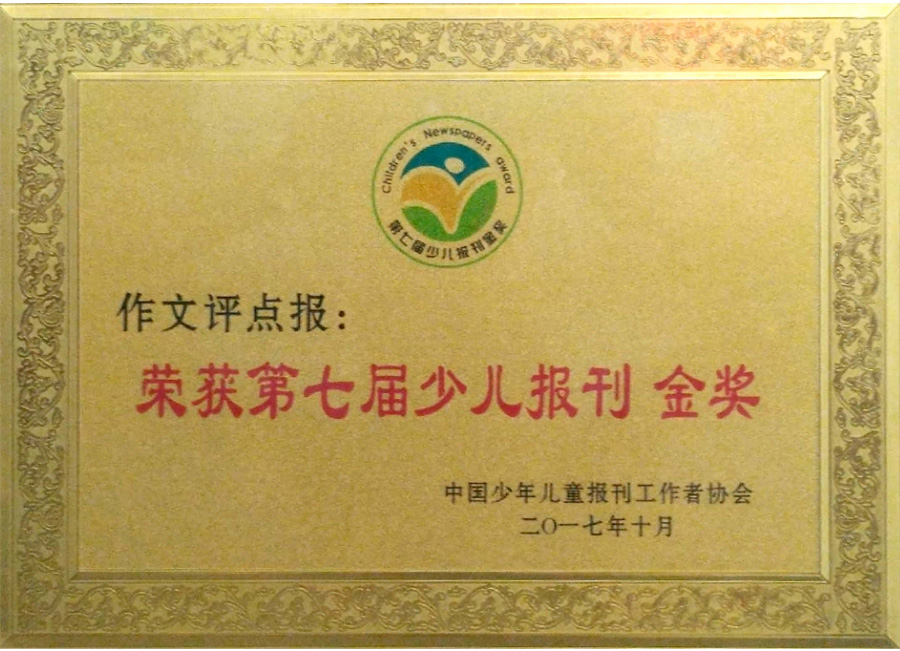 Children's Newspapers award
第七届少儿报刊金奖
作文评点报：
荣获第七届少儿报刊 金奖
中国少年儿童报刊工作者协会
二〇一七年十月